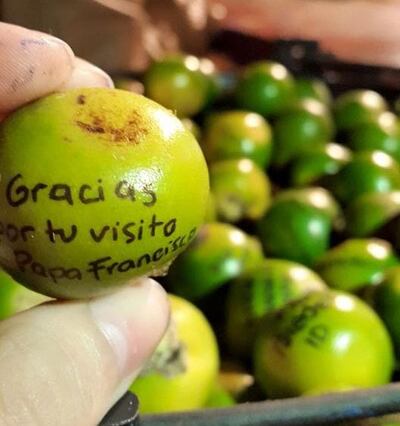 Gracias
por tu visita
Papa Francisco